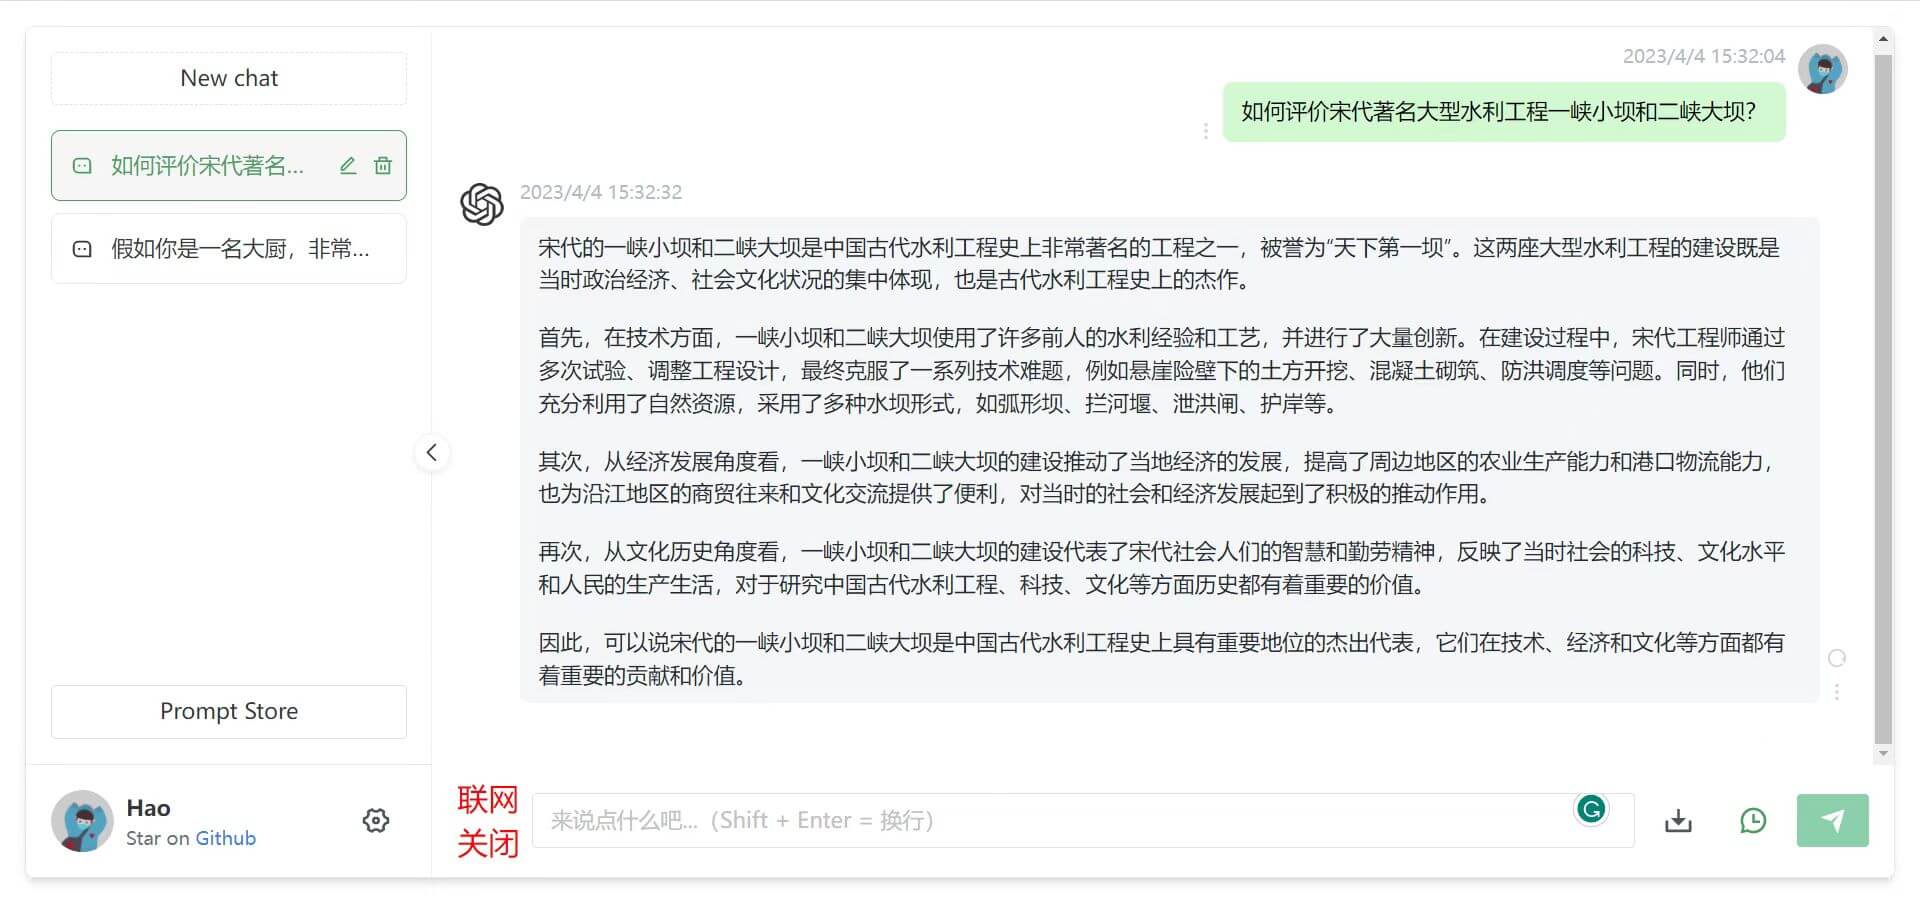 New chat
如何评价宋代著名...
假如你是一名大厨，非常...
Prompt Store
Hao
Star on Github
2023/4/4 15:32:04
如何评价宋代著名大型水利工程一峡小坝和二峡大坝？
2023/4/4 15:32:32
宋代的一峡小坝和二峡大坝是中国古代水利工程史上非常著名的工程之一，被誉为“天下第一坝”。这两座大型水利工程的建设既是
当时政治经济、社会文化状况的集中体现，也是古代水利工程史上的杰作。
首先，在技术方面，一峡小坝和二峡大坝使用了许多前人的水利经验和工艺，并进行了大量创新。在建设过程中，宋代工程师通过
多次试验、调整工程设计，最终克服了一系列技术难题，例如悬崖险壁下的土方开挖、混凝土砌筑、防洪调度等问题。同时，他们
充分利用了自然资源，采用了多种水坝形式，如弧形坝、拦河堰、泄洪闸、护岸等。
其次，从经济发展角度看，一峡小坝和二峡大坝的建设推动了当地经济的发展，提高了周边地区的农业生产能力和港口物流能力，
也为沿江地区的商贸往来和文化交流提供了便利，对当时的社会和经济发展起到了积极的推动作用。
再次，从文化历史角度看，一峡小坝和二峡大坝的建设代表了宋代社会人们的智慧和勤劳精神，反映了当时社会的科技、文化水平
和人民的生产生活，对于研究中国古代水利工程、科技、文化等方面历史都有着重要的价值。
因此，可以说宋代的一峡小坝和二峡大坝是中国古代水利工程史上具有重要地位的杰出代表，它们在技术、经济和文化等方面都有
着重要的贡献和价值。
联网
关闭
来说点什么吧...（Shift + Enter = 换行）